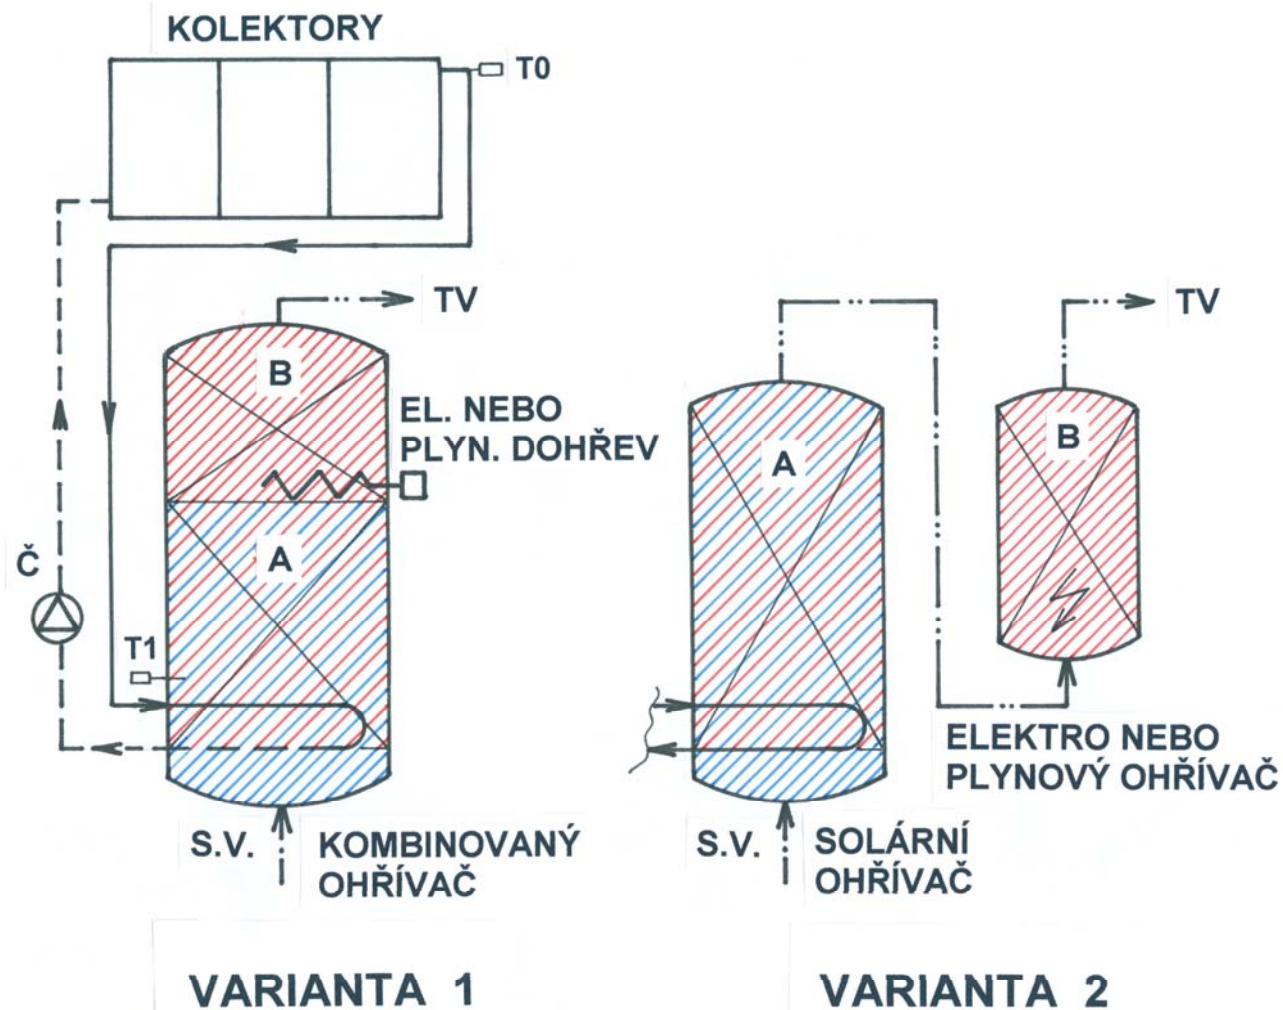 KOLEKTORY
T0
TV
B
EL. NEBO
PLYN. DOHŘEV
A
Č
T1
S.V.
KOMBINOVANÝ
OHŘÍVAČ
VARIANTA 1
TV
A
B
ELEKTRO NEBO
PLYNOVÝ OHŘÍVAČ
S.V.
SOLÁRNÍ
OHŘÍVAČ
VARIANTA 2